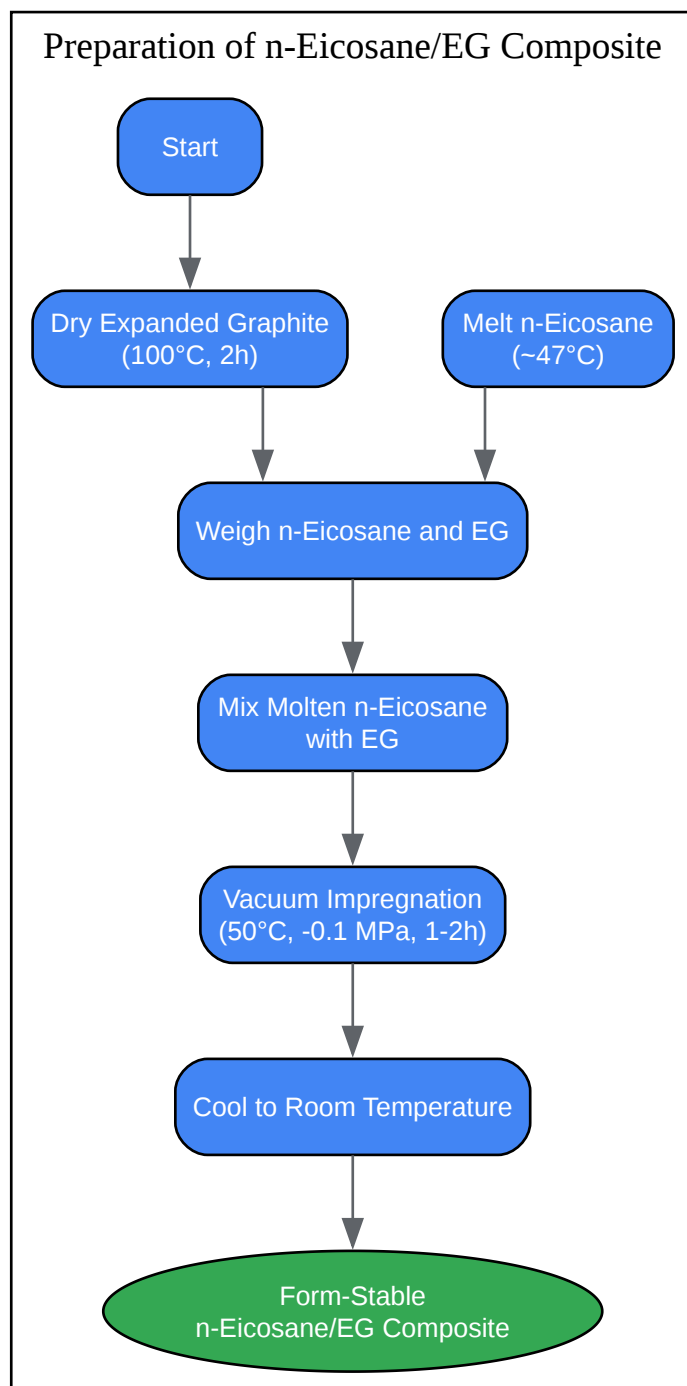 Preparation of n-Eicosane/EG Composite
Start
Dry Expanded Graphite
(100°C, 2h)
Melt n-Eicosane
(~47°C)
Weigh n-Eicosane and EG
Mix Molten n-Eicosane
with EG
Vacuum Impregnation
(50°C, -0.1 MPa, 1-2h)
Cool to Room Temperature
Form-Stable
n-Eicosane/EG Composite